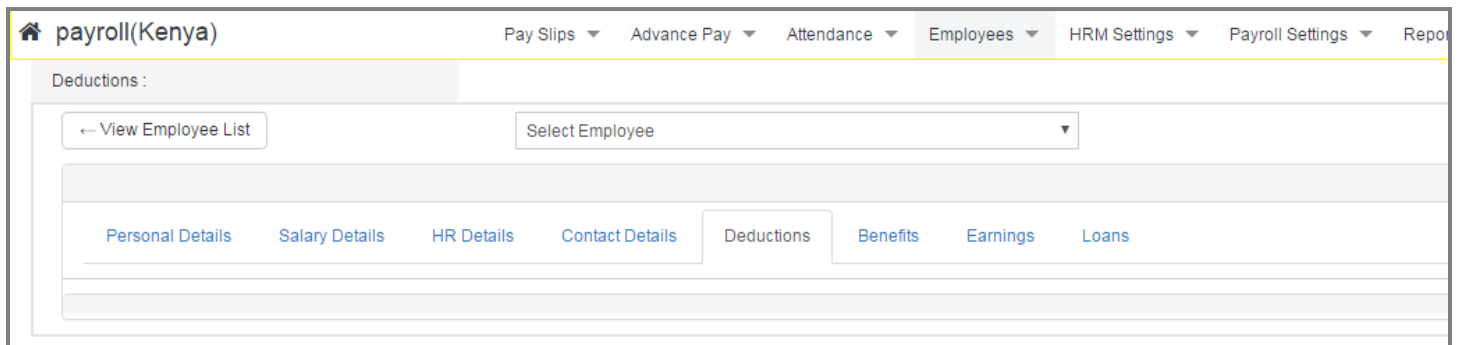 payroll(Kenya) Pay Slips Advance Pay Attendance Employees HRM Settings Payroll Settings Repor
Deductions :
← View Employee List Select Employee
Personal Details Salary Details HR Details Contact Details Deductions Benefits Earnings Loans